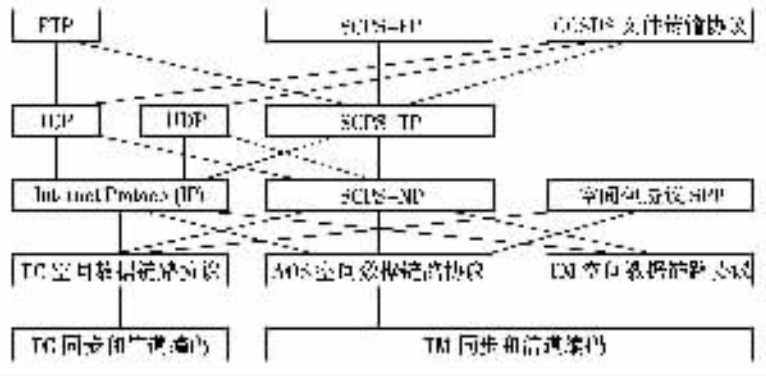 FTP SCPS-FP CCSDS 文件传输协议
TCP UDP SCPS-TP
Internet Protocol (IP) SCPS-NP 空间包协议 SPP
TC 空间数据链路协议 AOS 空间数据链路协议 TM 空间数据链路协议
TC 同步和信道编码 TM 同步和信道编码